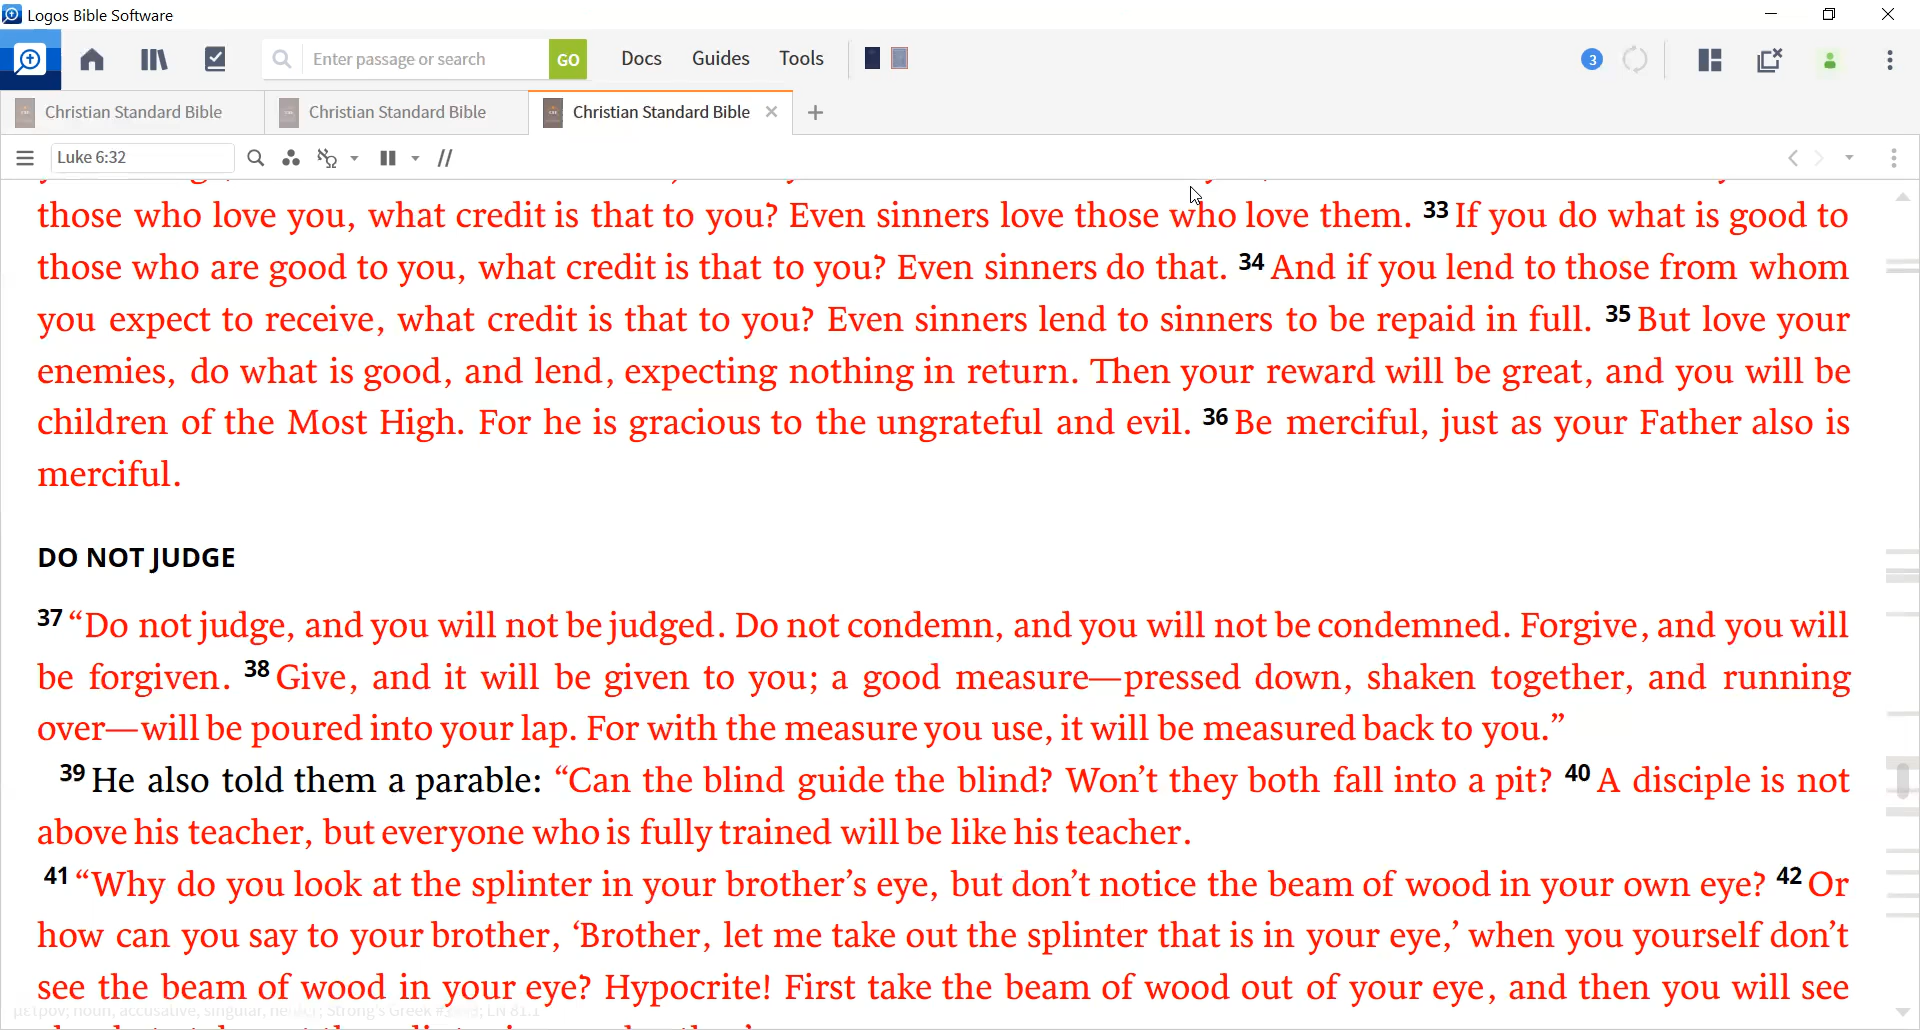 Logos Bible Software
Enter passage or search GO Docs Guides Tools 3
Christian Standard Bible Christian Standard Bible Christian Standard Bible
Luke 6:32
those who love you, what credit is that to you? Even sinners love those who love them. 33 If you do what is good to
those who are good to you, what credit is that to you? Even sinners do that. 34 And if you lend to those from whom
you expect to receive, what credit is that to you? Even sinners lend to sinners to be repaid in full. 35 But love your
enemies, do what is good, and lend, expecting nothing in return. Then your reward will be great, and you will be
children of the Most High. For he is gracious to the ungrateful and evil. 36 Be merciful, just as your Father also is
merciful.
DO NOT JUDGE
37 “Do not judge, and you will not be judged. Do not condemn, and you will not be condemned. Forgive, and you will
be forgiven. 38 Give, and it will be given to you; a good measure—pressed down, shaken together, and running
over—will be poured into your lap. For with the measure you use, it will be measured back to you.”
39 He also told them a parable: “Can the blind guide the blind? Won’t they both fall into a pit? 40 A disciple is not
above his teacher, but everyone who is fully trained will be like his teacher.
41 “Why do you look at the splinter in your brother’s eye, but don’t notice the beam of wood in your own eye? 42 Or
how can you say to your brother, ‘Brother, let me take out the splinter that is in your eye,’ when you yourself don’t
see the beam of wood in your eye? Hypocrite! First take the beam of wood out of your eye, and then you will see
μέτρον; noun, accusative, singular, Strong's Greek LN 81.1